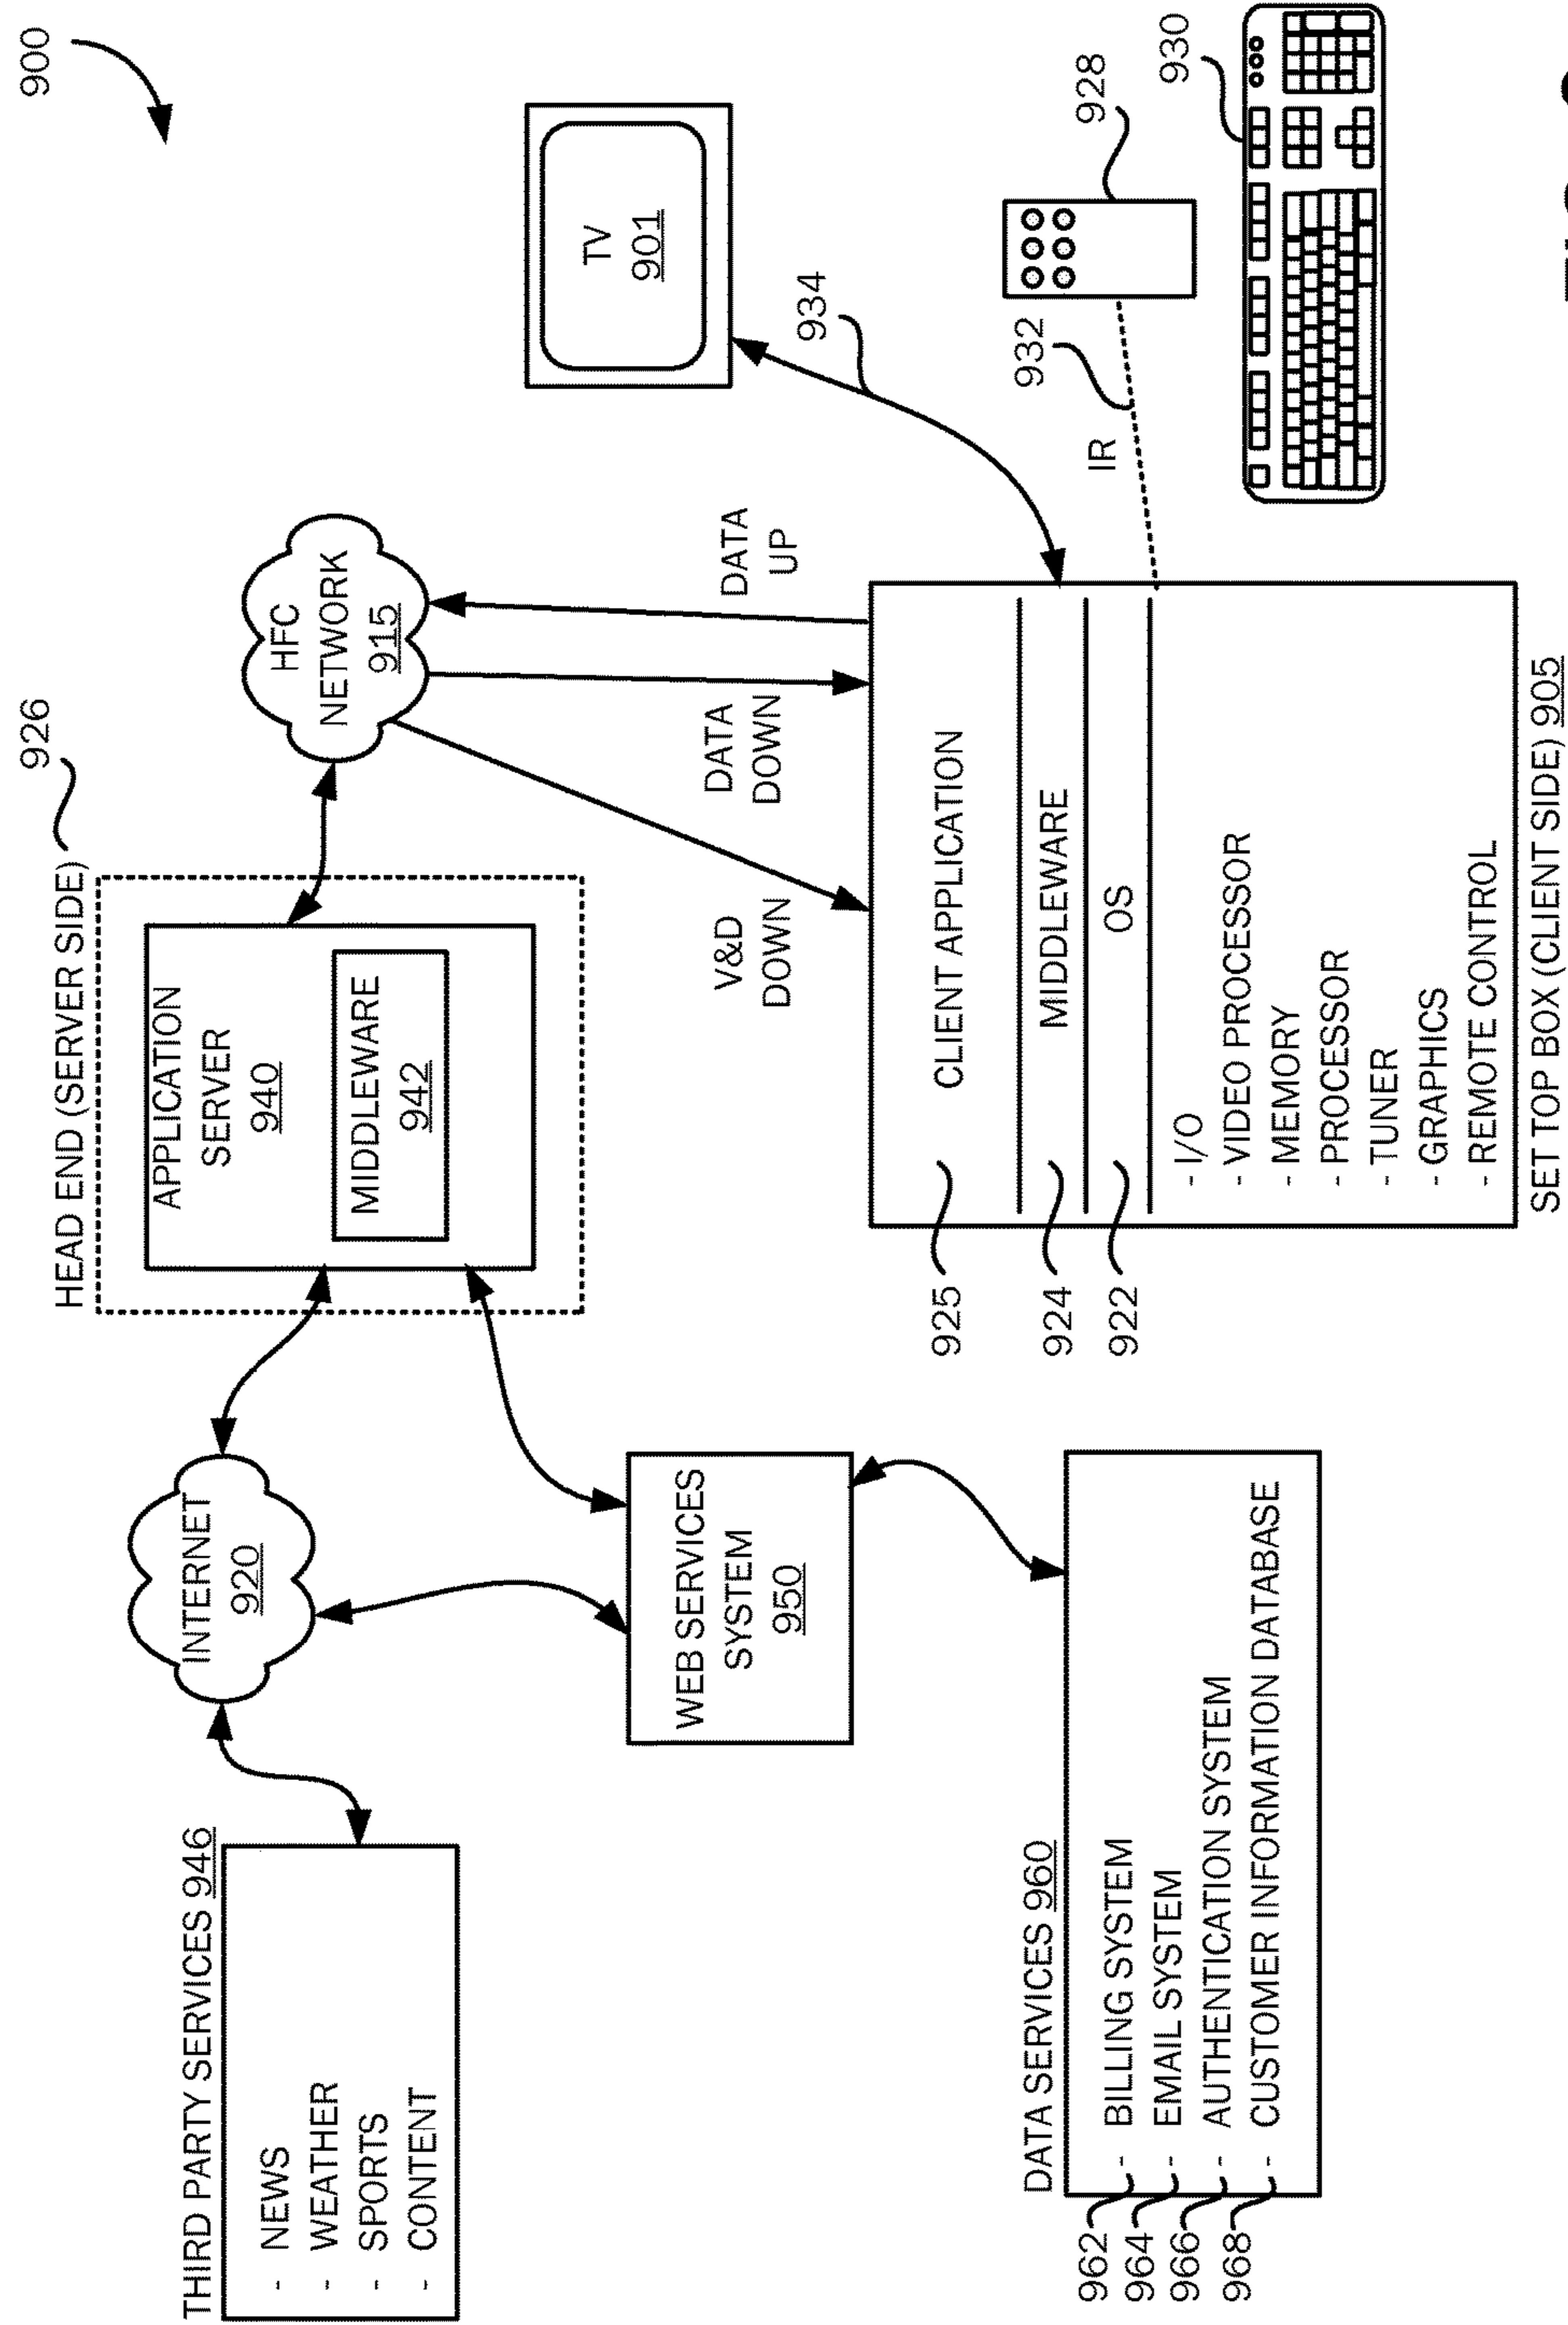 900
HEAD END (SERVER SIDE)
926
THIRD PARTY SERVICES 946
- NEWS
- WEATHER
- SPORTS
- CONTENT
INTERNET
920
APPLICATION
SERVER
940
MIDDLEWARE
942
HFC
NETWORK
915
TV
901
WEB SERVICES
SYSTEM
950
V&D
DOWN
DATA
DOWN
DATA
UP
934
932
IR
928
930
925
CLIENT APPLICATION
924
MIDDLEWARE
922
OS
- I/O
- VIDEO PROCESSOR
- MEMORY
- PROCESSOR
- TUNER
- GRAPHICS
- REMOTE CONTROL
SET TOP BOX (CLIENT SIDE) 905
DATA SERVICES 960
962 - BILLING SYSTEM
964 - EMAIL SYSTEM
966 - AUTHENTICATION SYSTEM
968 - CUSTOMER INFORMATION DATABASE